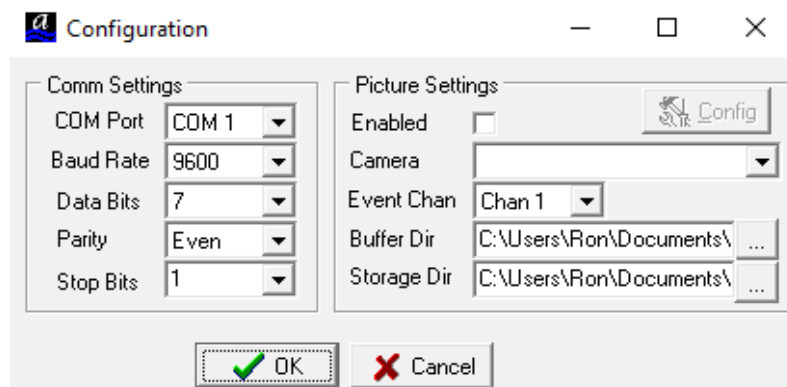 a Configuration
Comm Settings
COM Port COM 1
Baud Rate 9600
Data Bits 7
Parity Even
Stop Bits 1
Picture Settings
Config
Enabled
Camera
Event Chan Chan 1
Buffer Dir C:\Users\Ron\Documents\ ...
Storage Dir C:\Users\Ron\Documents\ ...
OK Cancel